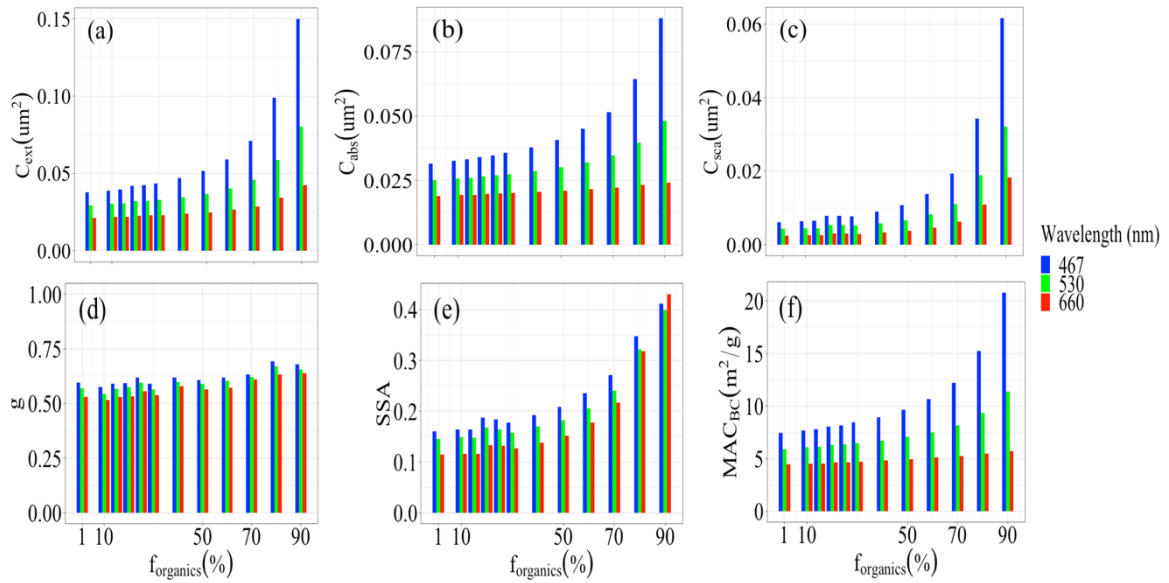 (a)
C_ext(um²)
0.15
0.10
0.05
0.00
(b)
C_abs(um²)
0.075
0.050
0.025
0.000
(c)
C_sca(um²)
0.06
0.04
0.02
0.00
Wavelength (nm)
467
530
660
(d)
g
1.00
0.75
0.50
0.25
0.00
1 10 50 70 90
f_organics(%)
(e)
SSA
0.4
0.3
0.2
0.1
0.0
1 10 50 70 90
f_organics(%)
(f)
MAC_BC(m²/g)
20
15
10
5
0
1 10 50 70 90
f_organics(%)